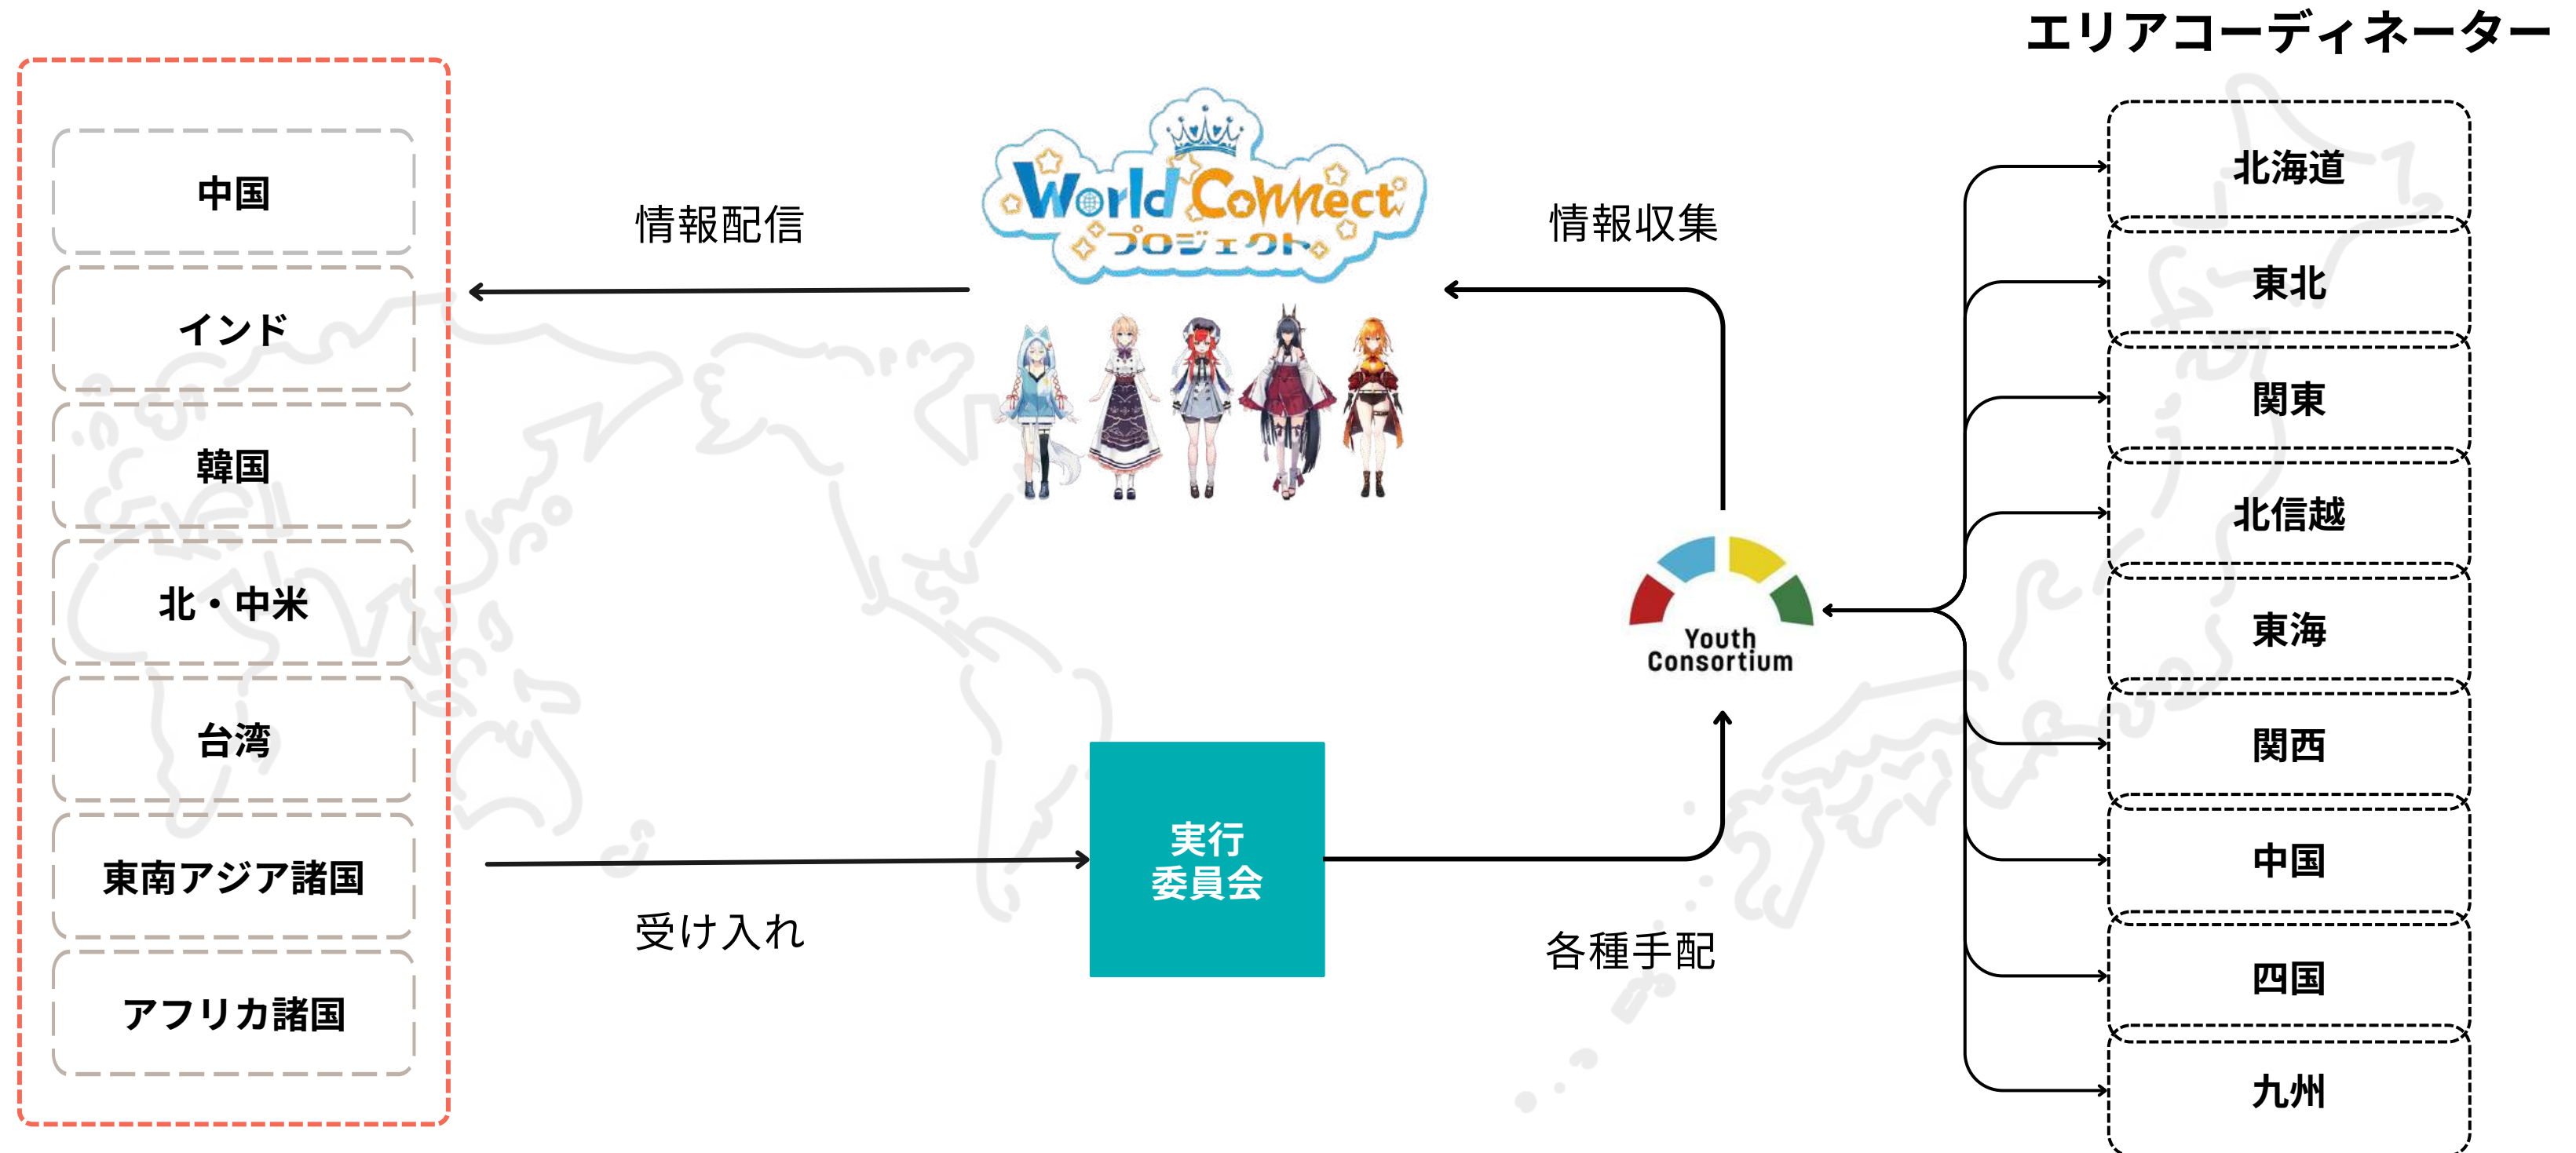 エリアコーディネーター
中国
インド
韓国
北・中米
台湾
東南アジア諸国
アフリカ諸国
情報配信
World Connect
プロジェクト
情報収集
Youth
Consortium
実行
委員会
受け入れ
各種手配
北海道
東北
関東
北信越
東海
関西
中国
四国
九州